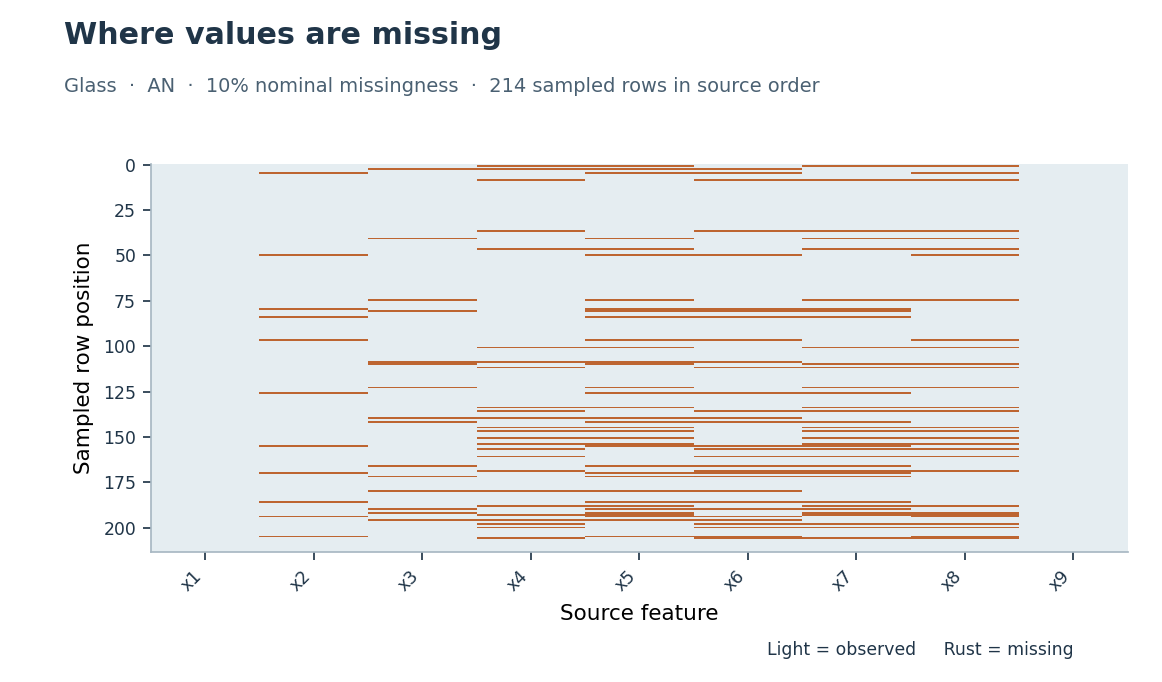 Where values are missing
Glass · AN · 10% nominal missingness · 214 sampled rows in source order
0
25
50
75
100
125
150
175
200
Sampled row position
x1 x2 x3 x4 x5 x6 x7 x8 x9
Source feature
Light = observed Rust = missing